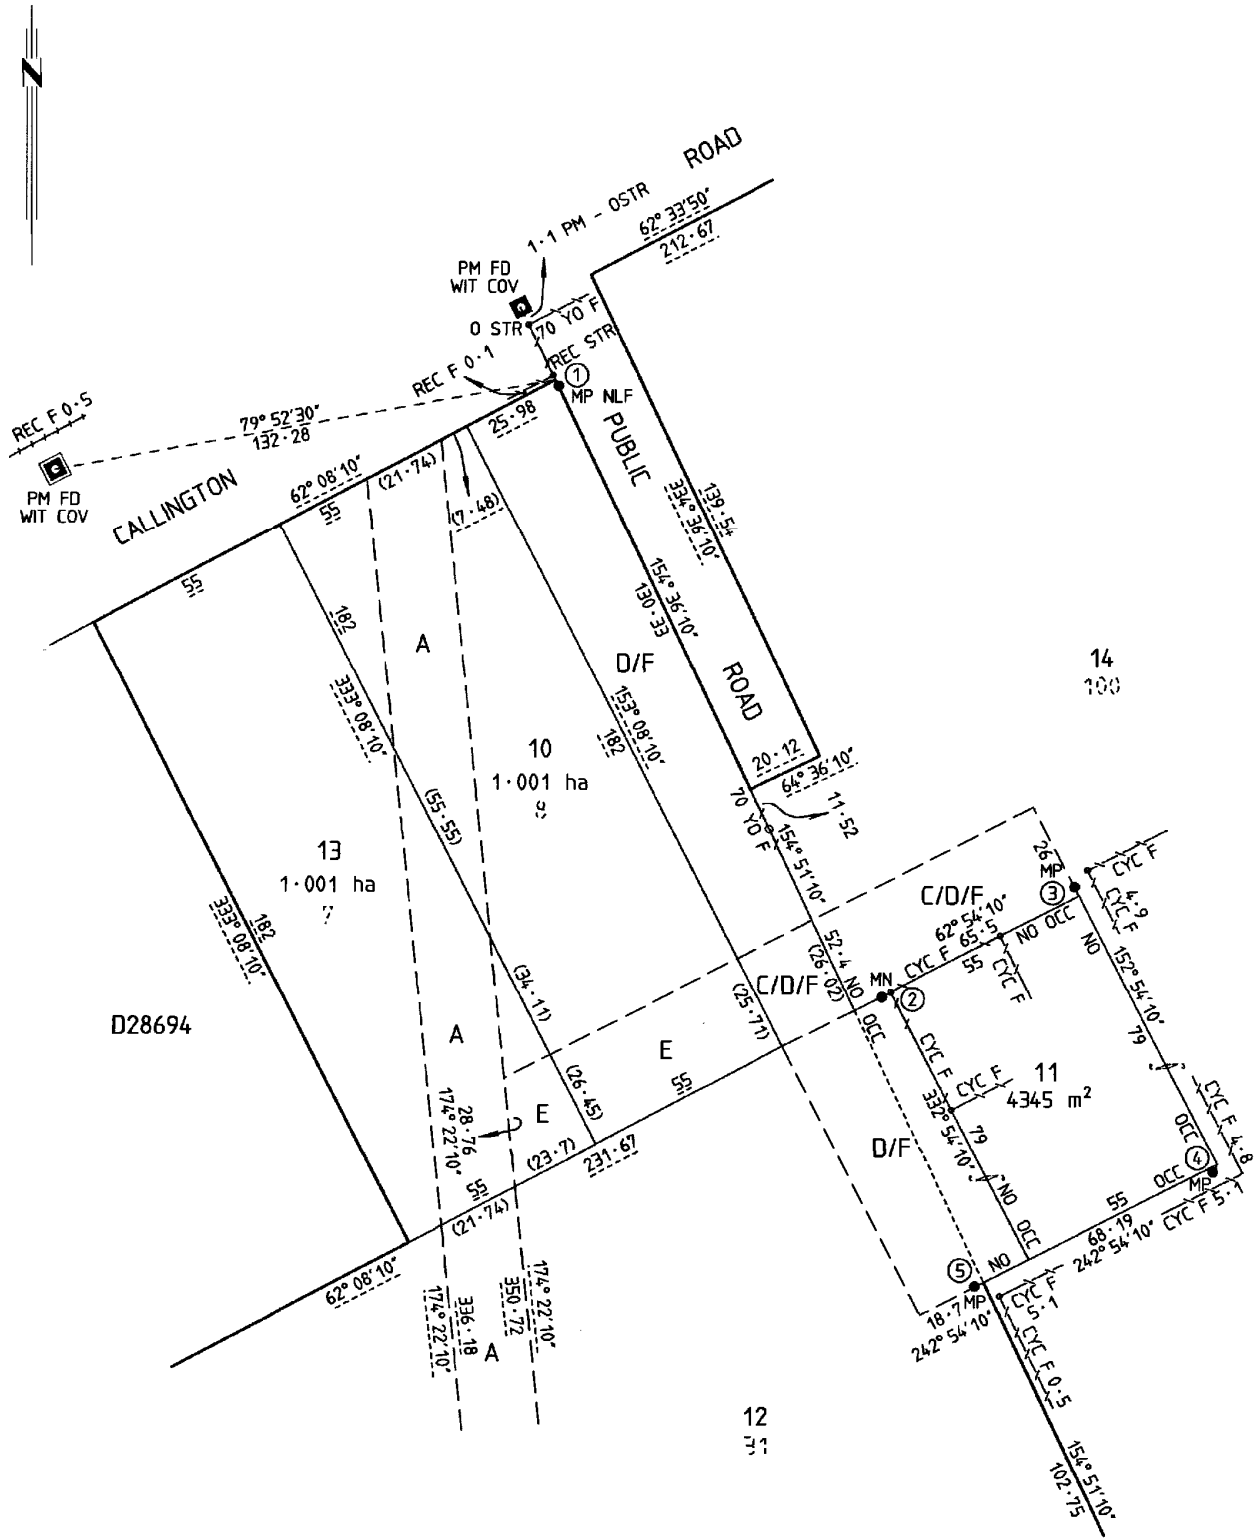 N
ROAD
62° 33'50"
212·67
1·1 PM - OSTR
PM FD
WIT COV
O STR
70 YO F
REC STR
REC F 0·1
1
MP NLF
REC F 0·5
79° 52'30"
132·28
25·98
PM FD
WIT COV
CALLINGTON
62° 08'10"
55
(21·74)
(7·48)
PUBLIC
139·54
334° 36'10"
55
182
154° 36'10"
130·33
A
D/F
333° 08'10"
153° 08'10"
182
ROAD
14
100
10
1·001 ha
20·12
64° 36'10"
70 YO F
11·52
(55·55)
154° 51'10"
13
1·001 ha
7
26
MP
3
CYC F
CYC F
4·9
C/D/F
62° 54'10"
CYC F 65·5
NO OCC
55
CYC F
NO
333° 08'10"
182
52·4 NO
(26·02)
OCC
MN
2
152° 54'10"
79
(34·11)
C/D/F
(25·71)
D28694
A
E
CYC F
CYC F
11
4345 m²
55
(26·45)
332° 54'10"
79
CYC F 4·8
28·76
174° 22'10"
E
D/F
OCC
4
OCC
MP
(23·7)
231·67
55
(21·74)
NO
OCC
55
68·19
242° 54'10"
CYC F 5·1
62° 08'10"
5
NO
MP
CYC F
5·1
18·7
242° 54'10"
CYC F 0·5
174° 22'10"
336·18
350·72
174° 22'10"
A
12
31
154° 51'10"
102·75